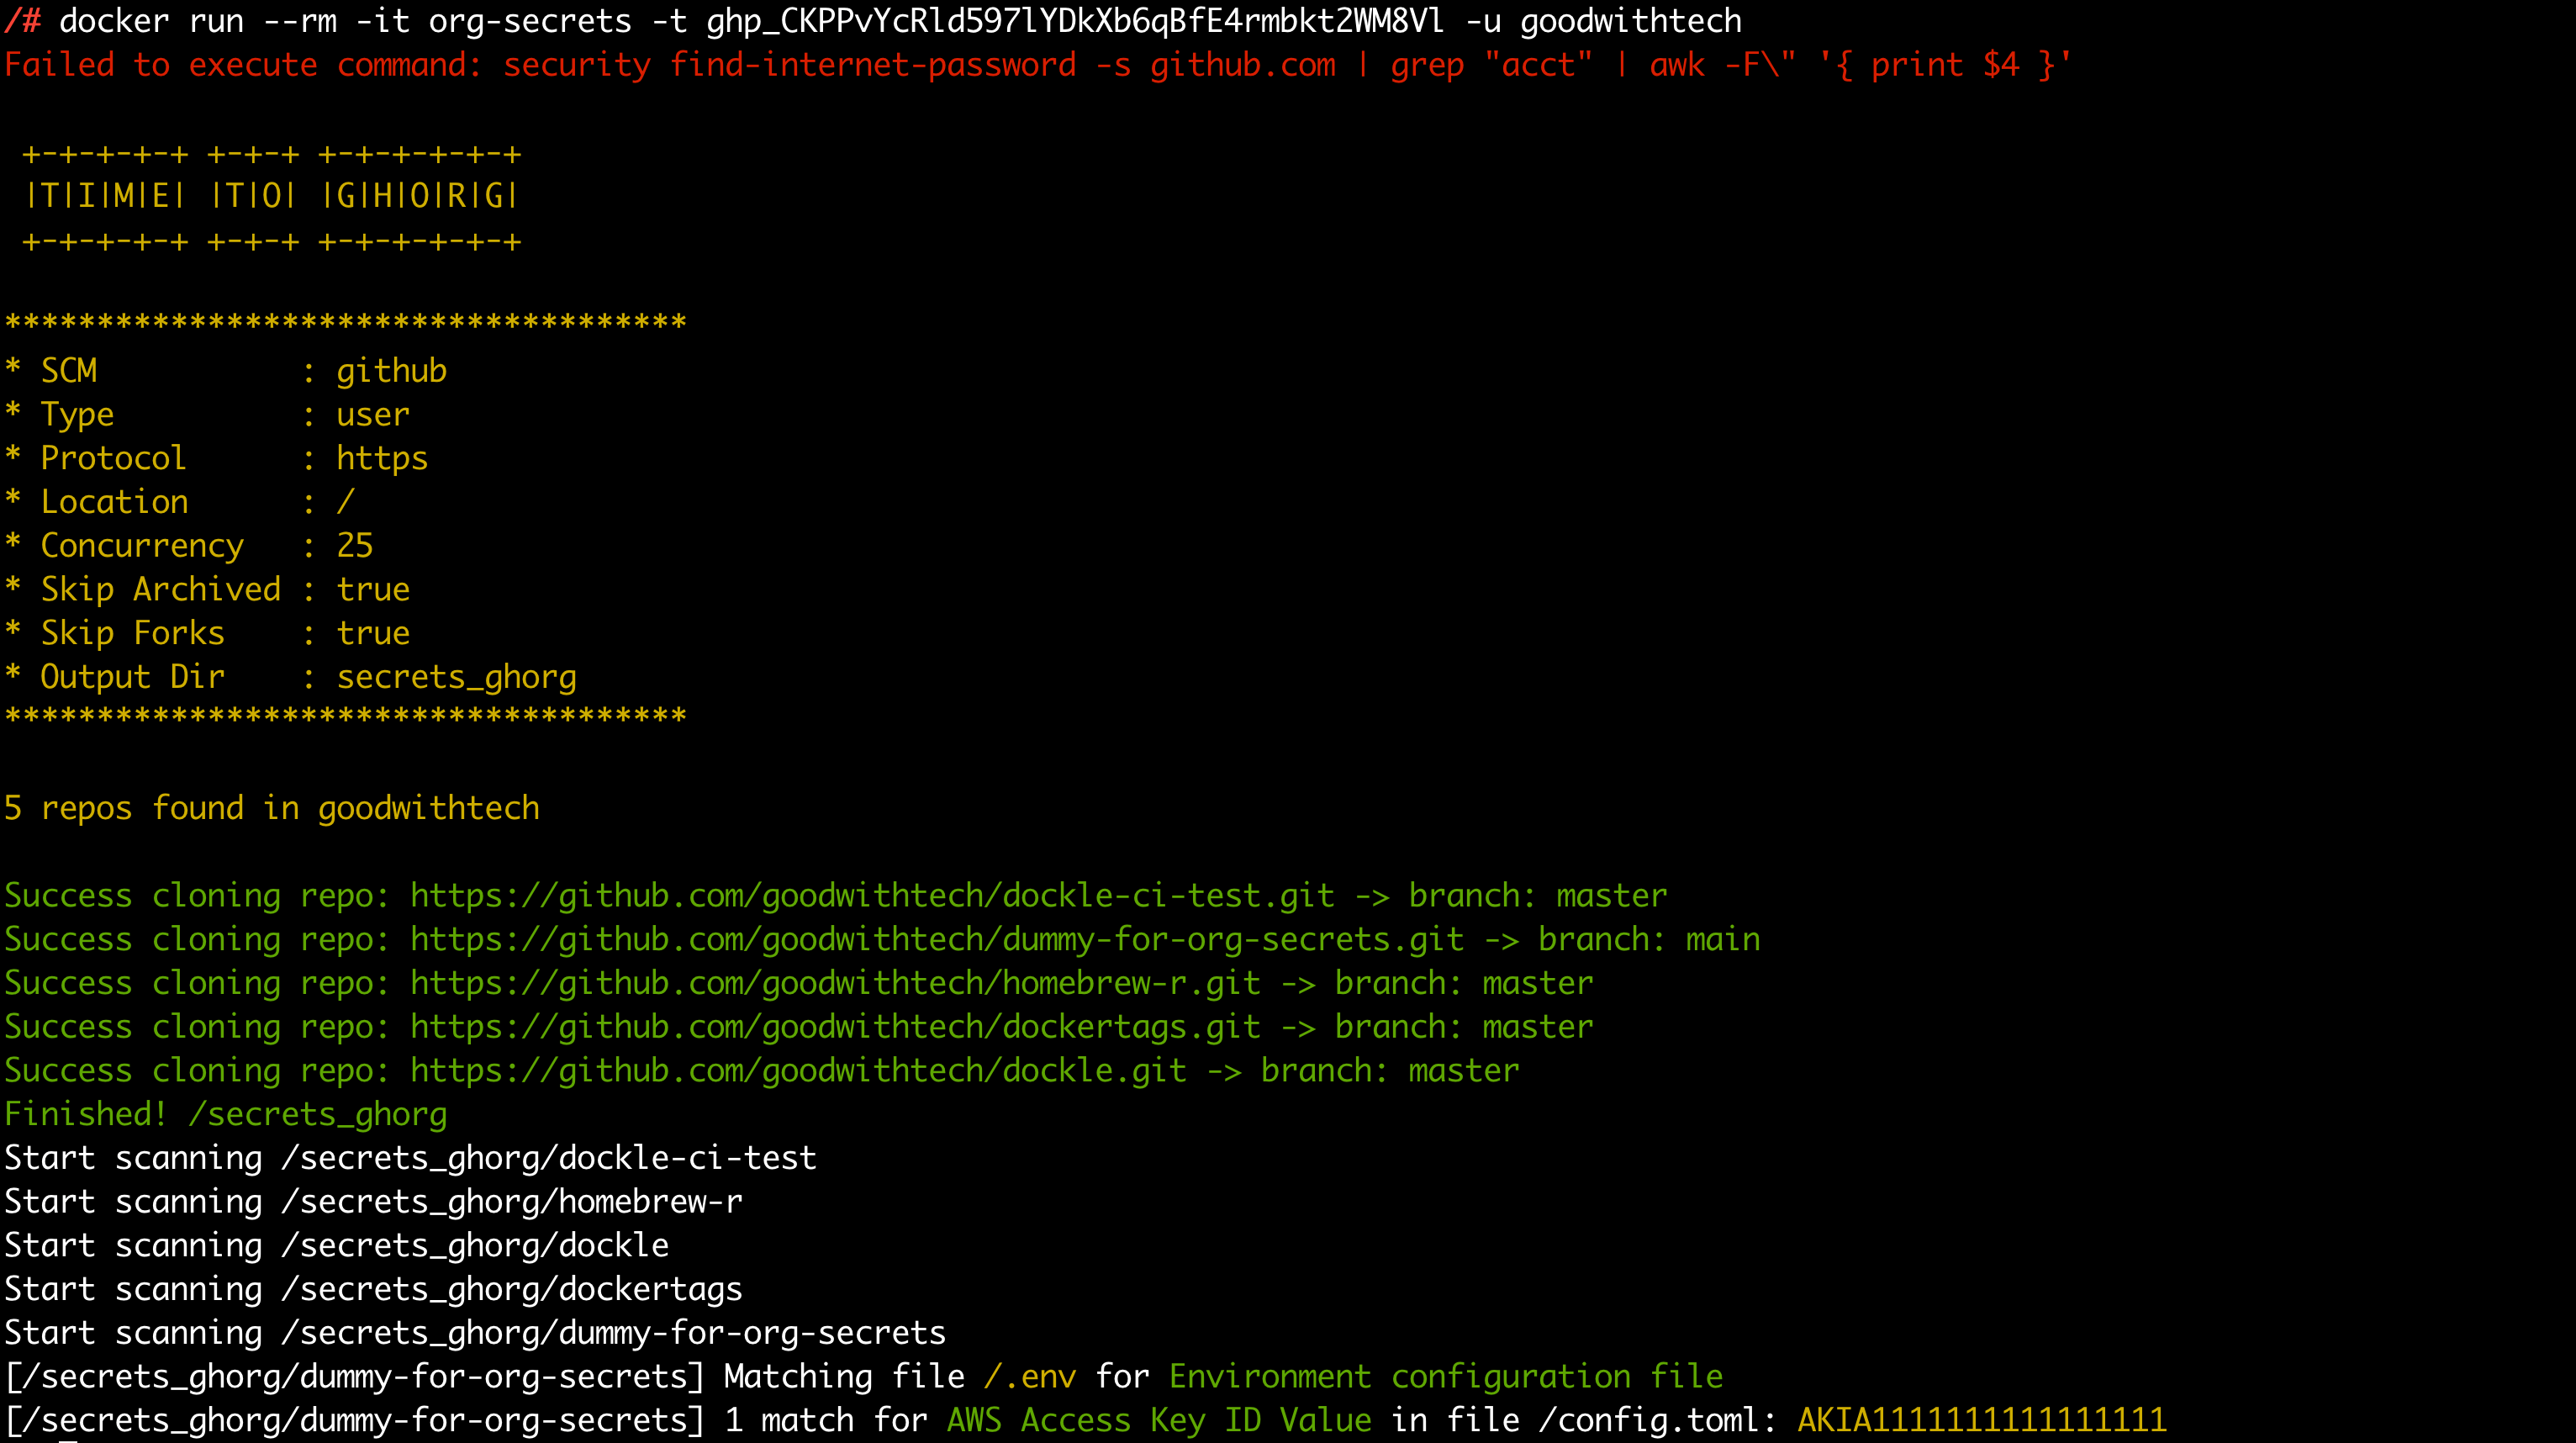 /# docker run --rm -it org-secrets -t 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 -u goodwithtech
Failed to execute command: security find-internet-password -s github.com | grep "acct" | awk -F\" '{ print $4 }'
+-+-+-+-+ +-+-+ +-+-+-+-+-+
|T|I|M|E| |T|O| |G|H|O|R|G|
+-+-+-+-+ +-+-+ +-+-+-+-+-+
*************************************
* SCM           : github
* Type          : user
* Protocol      : https
* Location      : /
* Concurrency   : 25
* Skip Archived : true
* Skip Forks    : true
* Output Dir    : secrets_ghorg
*************************************
5 repos found in goodwithtech
Success cloning repo: https://github.com/goodwithtech/dockle-ci-test.git -> branch: master
Success cloning repo: https://github.com/goodwithtech/dummy-for-org-secrets.git -> branch: main
Success cloning repo: https://github.com/goodwithtech/homebrew-r.git -> branch: master
Success cloning repo: https://github.com/goodwithtech/dockertags.git -> branch: master
Success cloning repo: https://github.com/goodwithtech/dockle.git -> branch: master
Finished! /secrets_ghorg
Start scanning /secrets_ghorg/dockle-ci-test
Start scanning /secrets_ghorg/homebrew-r
Start scanning /secrets_ghorg/dockle
Start scanning /secrets_ghorg/dockertags
Start scanning /secrets_ghorg/dummy-for-org-secrets
[/secrets_ghorg/dummy-for-org-secrets] Matching file /.env for Environment configuration file
[/secrets_ghorg/dummy-for-org-secrets] 1 match for AWS Access Key ID Value in file /config.toml: AKIA1111111111111111